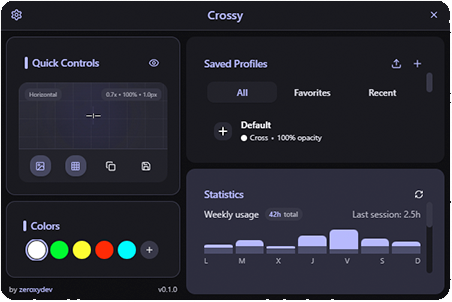 Crossy
Quick Controls
Horizontal
0.7x • 100% • 1.0px
Colors
by zeroxydev
v0.1.0
Saved Profiles
All
Favorites
Recent
Default
Cross • 100% opacity
Statistics
Weekly usage
42h total
Last session: 2.5h
L M X J V S D